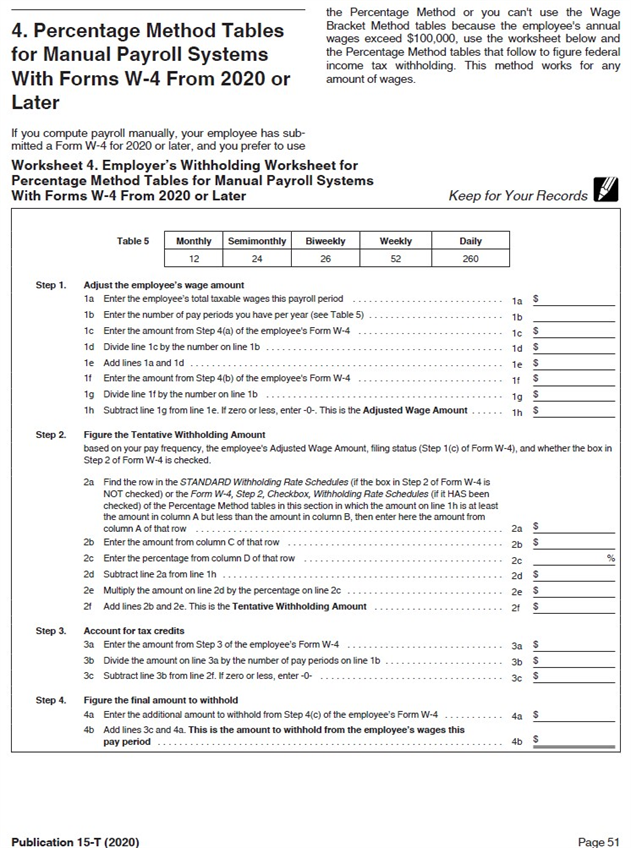 4. Percentage Method Tables
for Manual Payroll Systems
With Forms W-4 From 2020 or
Later
If you compute payroll manually, your employee has sub-
mitted a Form W-4 for 2020 or later, and you prefer to use
the Percentage Method or you can't use the Wage
Bracket Method tables because the employee's annual
wages exceed $100,000, use the worksheet below and
the Percentage Method tables that follow to figure federal
income tax withholding. This method works for any
amount of wages.
Worksheet 4. Employer's Withholding Worksheet for
Percentage Method Tables for Manual Payroll Systems
With Forms W-4 From 2020 or Later
Keep for Your Records
Table 5 Monthly Semimonthly Biweekly Weekly Daily
12 24 26 52 260
Step 1. Adjust the employee's wage amount
1a Enter the employee's total taxable wages this payroll period 1a $
1b Enter the number of pay periods you have per year (see Table 5) 1b
1c Enter the amount from Step 4(a) of the employee's Form W-4 1c $
1d Divide line 1c by the number on line 1b 1d $
1e Add lines 1a and 1d 1e $
1f Enter the amount from Step 4(b) of the employee's Form W-4 1f $
1g Divide line 1f by the number on line 1b 1g $
1h Subtract line 1g from line 1e. If zero or less, enter -0-. This is the Adjusted Wage Amount 1h $
Step 2. Figure the Tentative Withholding Amount
based on your pay frequency, the employee's Adjusted Wage Amount, filing status (Step 1(c) of Form W-4), and whether the box in
Step 2 of Form W-4 is checked.
2a Find the row in the STANDARD Withholding Rate Schedules (if the box in Step 2 of Form W-4 is
NOT checked) or the Form W-4, Step 2, Checkbox, Withholding Rate Schedules (if it HAS been
checked) of the Percentage Method tables in this section in which the amount on line 1h is at least
the amount in column A but less than the amount in column B, then enter here the amount from
column A of that row 2a $
2b Enter the amount from column C of that row 2b $
2c Enter the percentage from column D of that row 2c %
2d Subtract line 2a from line 1h 2d $
2e Multiply the amount on line 2d by the percentage on line 2c 2e $
2f Add lines 2b and 2e. This is the Tentative Withholding Amount 2f $
Step 3. Account for tax credits
3a Enter the amount from Step 3 of the employee's Form W-4 3a $
3b Divide the amount on line 3a by the number of pay periods on line 1b 3b $
3c Subtract line 3b from line 2f. If zero or less, enter -0- 3c $
Step 4. Figure the final amount to withhold
4a Enter the additional amount to withhold from Step 4(c) of the employee's Form W-4 4a $
4b Add lines 3c and 4a. This is the amount to withhold from the employee's wages this
pay period 4b $
Publication 15-T (2020) Page 51